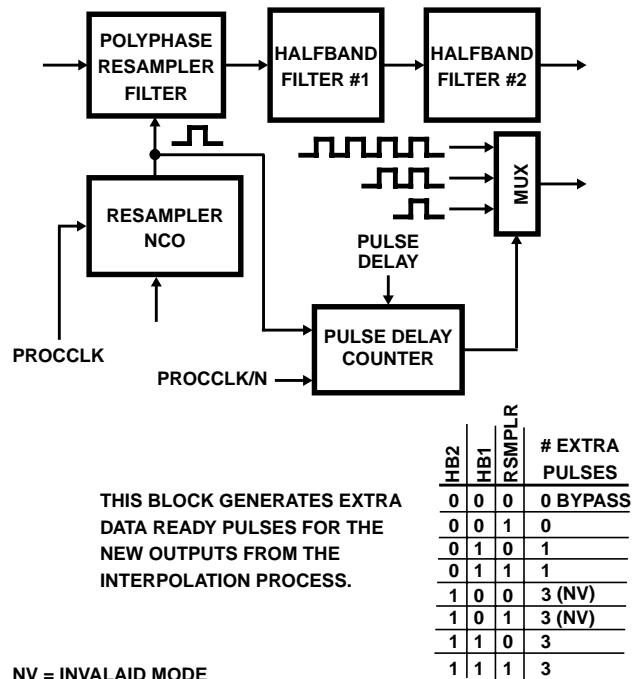 POLYPHASE
RESAMPLER
FILTER
HALFBAND
FILTER #1
HALFBAND
FILTER #2
MUX
RESAMPLER
NCO
PULSE
DELAY
PULSE DELAY
COUNTER
PROCCLK
PROCCLK/N
THIS BLOCK GENERATES EXTRA
DATA READY PULSES FOR THE
NEW OUTPUTS FROM THE
INTERPOLATION PROCESS.
HB2 HB1 RSMPLR # EXTRA
PULSES
0 0 0 0 BYPASS
0 0 1 0
0 1 0 1
0 1 1 1
1 0 0 3 (NV)
1 0 1 3 (NV)
1 1 0 3
1 1 1 3
NV = INVALAID MODE